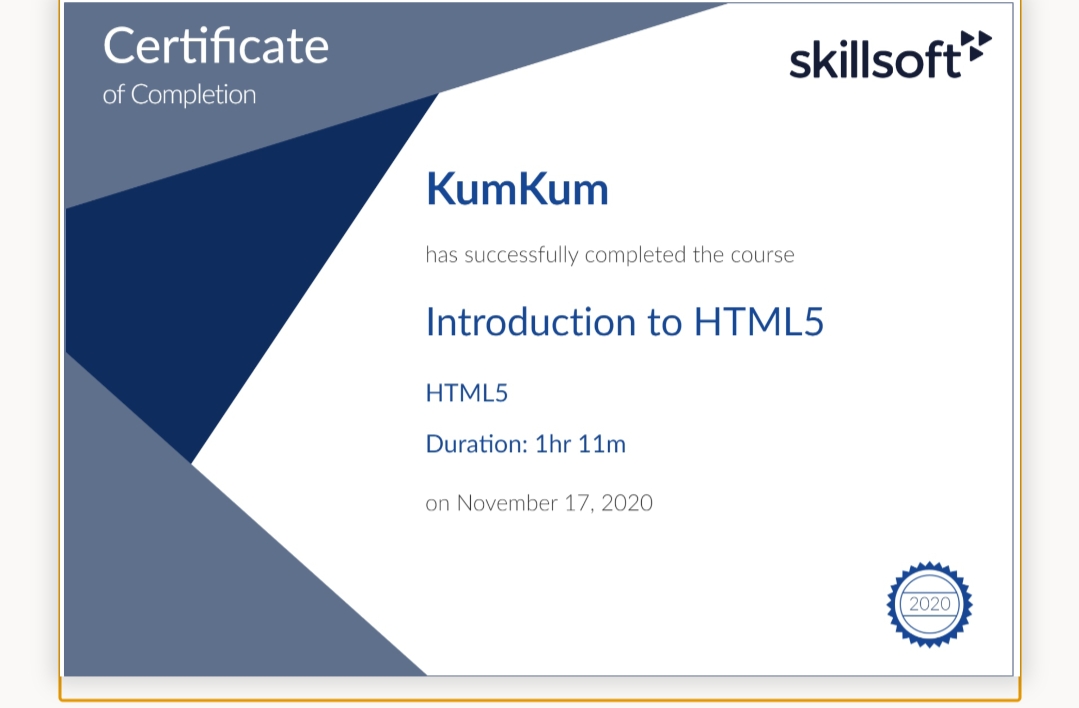 Certificate
of Completion
skillsoft
KumKum
has successfully completed the course
Introduction to HTML5
HTML5
Duration: 1hr 11m
on November 17, 2020
2020